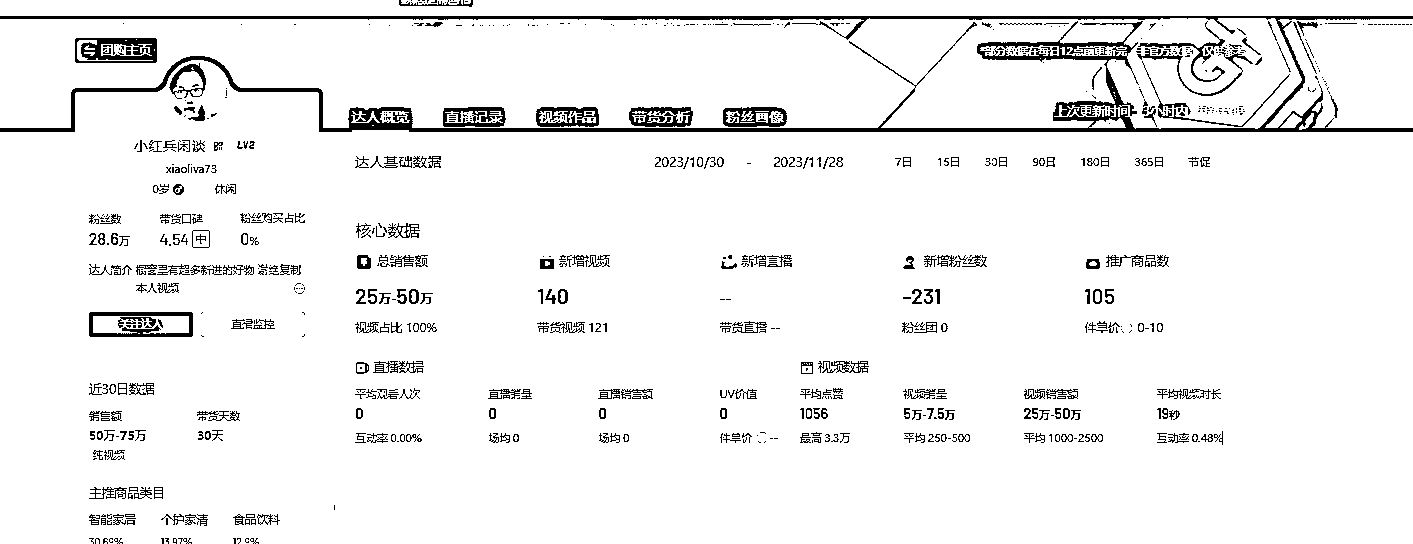 团购主页
部分数据在每日12点前更新完 非官方数据 仅供参考
上次更新时间
小时内
达人概览 直播记录 视频作品 带货分析 粉丝画像
小红兵闲谈 LV2
xiaoliva73
0岁 休闲
粉丝数 带货口碑 粉丝购买占比
28.6万 4.54 中 0%
达人简介 橱窗里有超多新进的好物 谢绝复制
本人视频
关注达人 直播监控
近30日数据
销售额 带货天数
50万-75万 30天
纯视频
主推商品类目
智能家居 个护家清 食品饮料
30.69% 13.97% 12.9%
达人基础数据 2023/10/30 - 2023/11/28 7日 15日 30日 90日 180日 365日 节促
核心数据
总销售额 新增视频 新增直播 新增粉丝数 推广商品数
25万-50万 140 -- -231 105
视频占比 100% 带货视频 121 带货直播 -- 粉丝团 0 件单价 0-10
直播数据 视频数据
平均观看人次 直播销量 直播销售额 UV价值 平均点赞 视频销量 视频销售额 平均视频时长
0 0 0 0 1056 5万-7.5万 25万-50万 19秒
互动率 0.00% 场均 0 场均 0 件单价 -- 最高 3.3万 平均 250-500 平均 1000-2500 互动率 0.48%